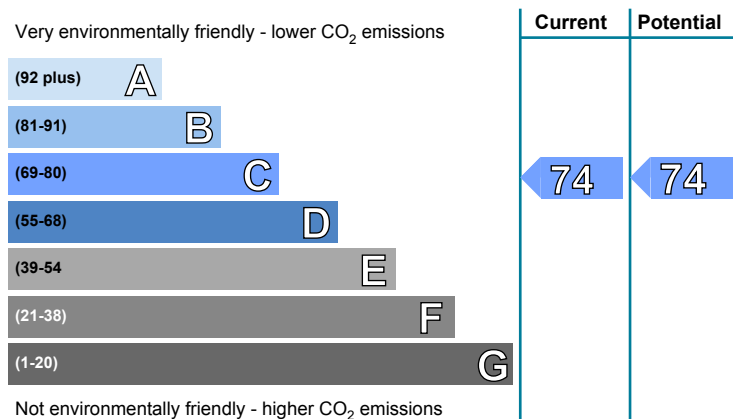 Current Potential
Very environmentally friendly - lower CO2 emissions
(92 plus) A
(81-91) B
(69-80) C 74 74
(55-68) D
(39-54 E
(21-38) F
(1-20) G
Not environmentally friendly - higher CO2 emissions